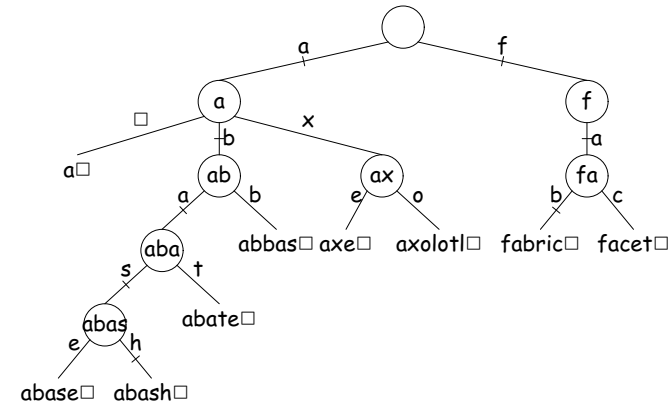 a f
a f
□ b x a
a□ ab ax fa
a b e o b c
aba abbas□ axe□ axolotl□ fabric□ facet□
s t
abas abate□
e h
abase□ abash□